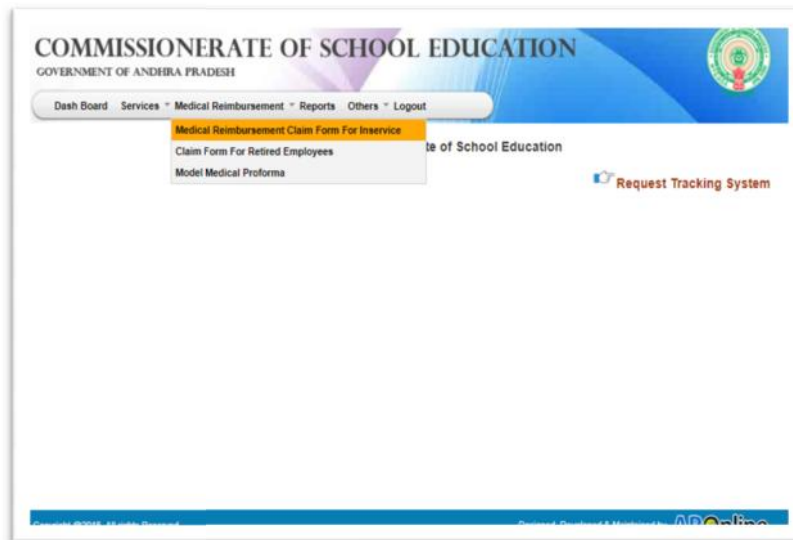 COMMISSIONERATE OF SCHOOL EDUCATION
GOVERNMENT OF ANDHRA PRADESH
Dash Board Services Medical Reimbursement Reports Others Logout
Medical Reimbursement Claim Form For Inservice
te of School Education
Claim Form For Retired Employees
Model Medical Proforma
Request Tracking System